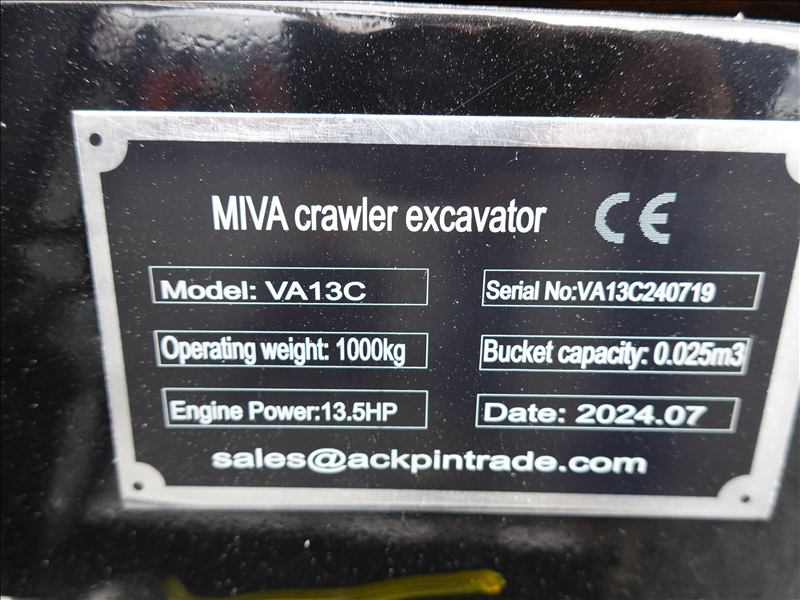 MIVA crawler excavator CE
Model: VA13C
Serial No:VA13C240719
Operating weight: 1000kg
Bucket capacity: 0.025m3
Engine Power:13.5HP
Date: 2024.07
sales@ackpintrade.com